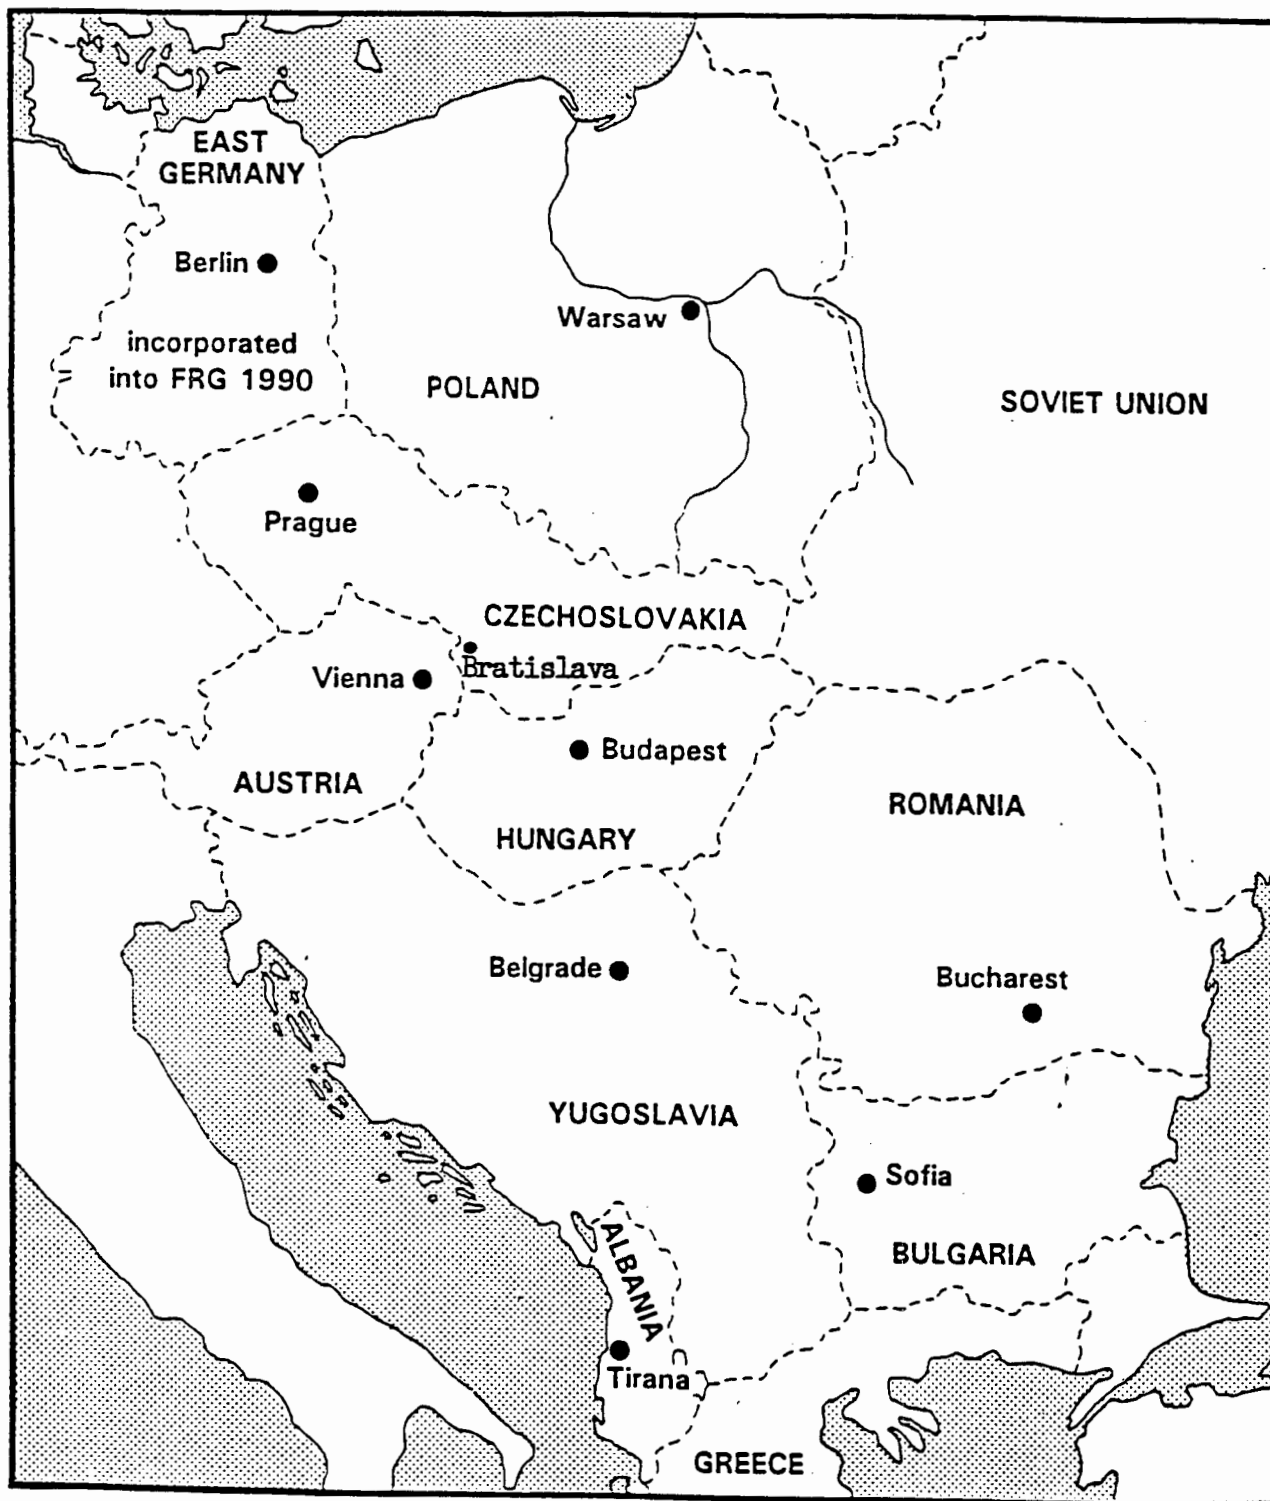 EAST
GERMANY
Berlin
incorporated
into FRG 1990
Warsaw
POLAND
SOVIET UNION
Prague
CZECHOSLOVAKIA
Bratislava
Vienna
Budapest
AUSTRIA
ROMANIA
HUNGARY
Belgrade
Bucharest
YUGOSLAVIA
Sofia
BULGARIA
ALBANIA
Tirana
GREECE